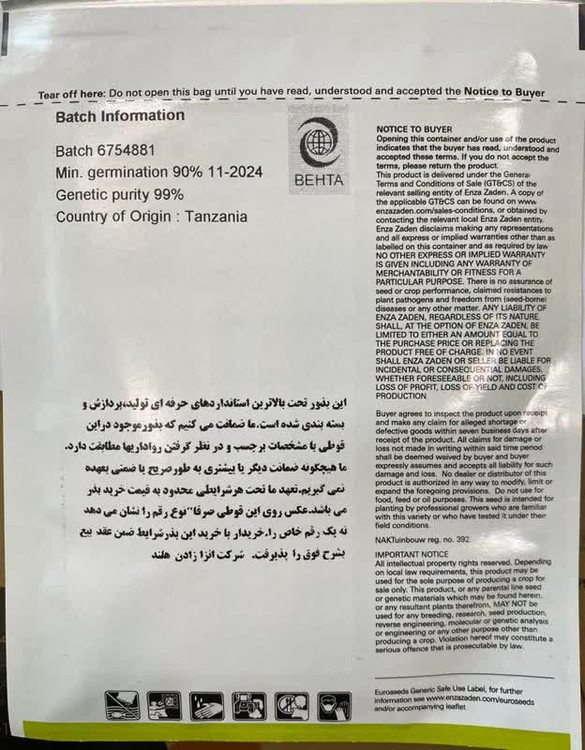 Tear off here: Do not open this bag until you have read, understood and accepted the Notice to Buyer
Batch Information
Batch 6754881
Min. germination 90% 11-2024
Genetic purity 99%
Country of Origin : Tanzania
BEHTA
NOTICE TO BUYER
Opening this container and/or use of the product
indicates that the buyer has read, understood and
accepted these terms. If you do not accept the
terms, please return the product.
This product is delivered under the General
Terms and Conditions of Sale (GT&CS) of the
relevant selling entity of Enza Zaden. A copy of
the applicable GT&CS can be found on www.
enzazaden.com/sales-conditions, or obtained by
contacting the relevant local Enza Zaden entity.
Enza Zaden disclaims making any representations
and all express or implied warranties other than as
labelled on this container and as required by law
NO OTHER EXPRESS OR IMPLIED WARRANTY
IS GIVEN INCLUDING ANY WARRANTY OF
MERCHANTABILITY OR FITNESS FOR A
PARTICULAR PURPOSE. There is no assurance of
seed or crop performance, claimed resistances to
plant pathogens and freedom from (seed-borne)
diseases or any other matter. ANY LIABILITY OF
ENZA ZADEN, REGARDLESS OF ITS NATURE
SHALL, AT THE OPTION OF ENZA ZADEN, BE
LIMITED TO EITHER AN AMOUNT EQUAL TO
THE PURCHASE PRICE OR REPLACING THE
PRODUCT FREE OF CHARGE. IN NO EVENT
SHALL ENZA ZADEN OR SELLER BE LIABLE FOR
INCIDENTAL OR CONSEQUENTIAL DAMAGES,
WHETHER FORESEEABLE OR NOT, INCLUDING
LOSS OF PROFIT, LOSS OF YIELD AND COST OF
PRODUCTION.
Buyer agrees to inspect the product upon receipt
and make any claim for alleged shortage or
defective goods within seven business days after
receipt of the product. All claims for damage or
loss not made in writing within said time period
shall be deemed waived by buyer and buyer
expressly assumes and accepts all liability for such
damage and loss. No dealer or distributor of this
product is authorized in any way to modify, limit or
expand the foregoing provisions. Do not use for
food, feed or oil purposes. This seed is intended for
planting by professional growers who are familiar
with this variety or who have tested it under their
field conditions.
NAKTuinbouw reg. no. 392
IMPORTANT NOTICE
All intellectual property rights reserved. Depending
on local law requirements, this product may be
used for the sole purpose of producing a crop for
sale only. This product, or any parental line seed
or genetic materials which may be found herein,
or any resultant plants therefrom, MAY NOT be
used for any breeding, research, seed production,
reverse engineering, molecular or genetic analysis
or engineering or any other purpose other than
producing a crop. Violation hereof may constitute a
serious offence that is prosecutable by law.
Euroseeds Generic Safe Use Label, for further
information see www.enzazaden.com/euroseeds
and/or accompanying leaflet
این بذور تحت بالاترین استانداردهای حرفه ای تولید،پردازش و
بسته بندی شده است.ما ضمانت می کنیم که بذورموجود دراین
قوطی با مشخصات برچسب و در نظر گرفتن رواداریها مطابقت دارد.
ما هیچگونه ضمانت دیگر یا بیشتری به طورصریح یا ضمنی بعهده
نمی گیریم.تعهد ما تحت هرشرایطی محدود به قیمت خرید بذر
می باشد.عکس روی این قوطی صرفا"نوع رقم را نشان می دهد
نه یک رقم خاص را.خریدار با خرید این بذرشرایط ضمن عقد بیع
بشرح فوق را پذیرفت. شرکت انزا زادن هلند